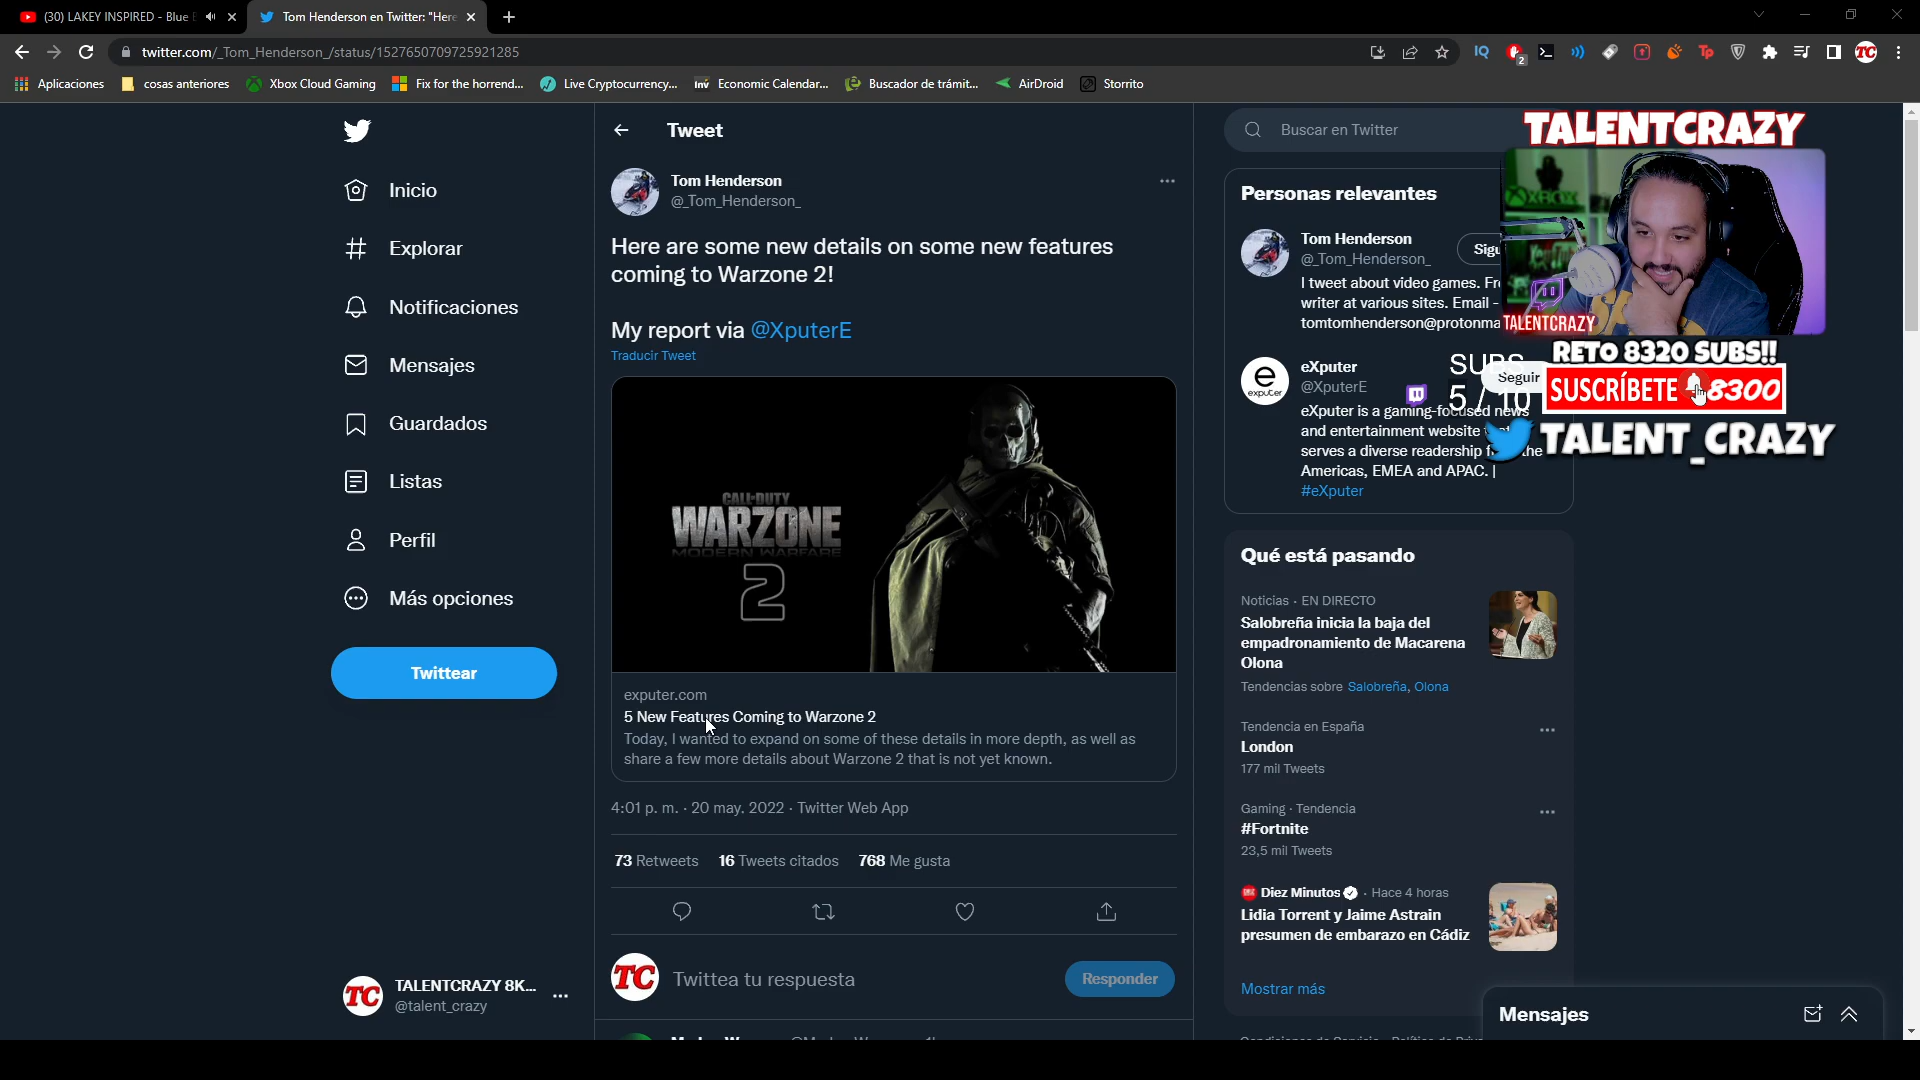 (30) LAKEY INSPIRED - Blue
Tom Henderson en Twitter: "Here
twitter.com/_Tom_Henderson_/status/1527650709725921285
2
TC
Aplicaciones
cosas anteriores
Xbox Cloud Gaming
Fix for the horrend...
Live Cryptocurrency...
Economic Calendar...
Buscador de trámit...
AirDroid
Storrito
Inicio
Explorar
Notificaciones
Mensajes
Guardados
Listas
Perfil
Más opciones
Twittear
TC
TALENTCRAZY 8K...
@talent_crazy
Tweet
Tom Henderson
@_Tom_Henderson_
Here are some new details on some new features
coming to Warzone 2!
My report via @XputerE
Traducir Tweet
CALL·DUTY
WARZONE
MODERN WARFARE
2
exputer.com
5 New Features Coming to Warzone 2
Today, I wanted to expand on some of these details in more depth, as well as
share a few more details about Warzone 2 that is not yet known.
4:01 p. m. · 20 may. 2022 · Twitter Web App
73 Retweets 16 Tweets citados 768 Me gusta
TC
Twittea tu respuesta
Responder
Buscar en Twitter
Personas relevantes
Tom Henderson
@_Tom_Henderson_
Sigu
I tweet about video games. Fr
writer at various sites. Email -
tomtomhenderson@protonma
eXputer
@XputerE
Seguir
eXputer is a gaming-focused news
and entertainment website
serves a diverse readership f the
Americas, EMEA and APAC. |
#eXputer
TALENTCRAZY
XBOX
TALENTCRAZY
RETO 8320 SUBS!!
SUBS
5 / 10
SUSCRÍBETE 8300
TALENT_CRAZY
Qué está pasando
Noticias · EN DIRECTO
Salobreña inicia la baja del
empadronamiento de Macarena
Olona
Tendencias sobre Salobreña, Olona
Tendencia en España
London
177 mil Tweets
Gaming · Tendencia
#Fortnite
23,5 mil Tweets
Diez Minutos · Hace 4 horas
Lidia Torrent y Jaime Astrain
presumen de embarazo en Cádiz
Mostrar más
Mensajes